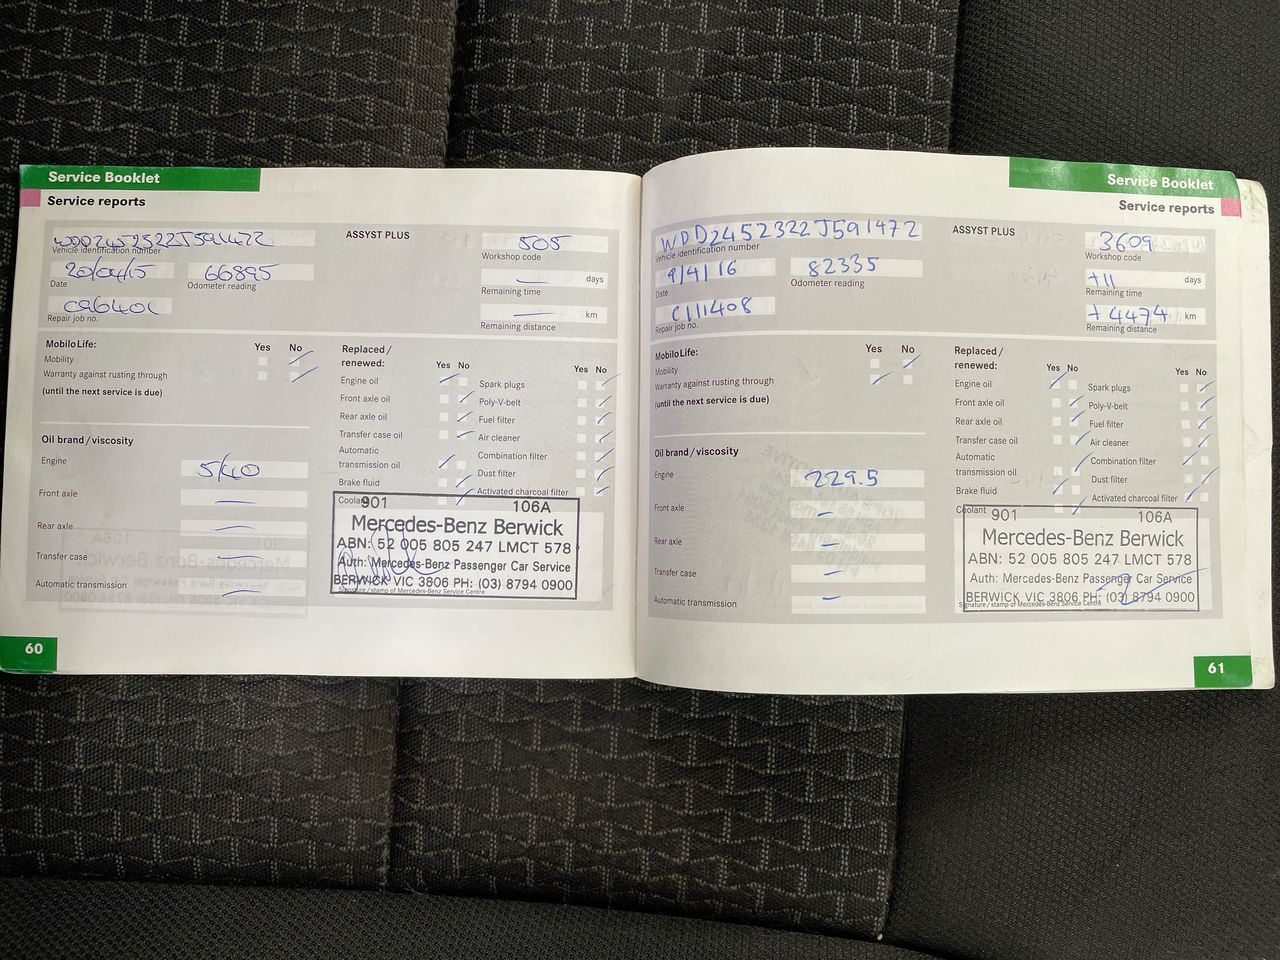 Service Booklet
Service reports
WDD2452322J591472
Vehicle identification number
ASSYST PLUS
505
Workshop code
20/04/15
Date
66895
Odometer reading
—
days
Remaining time
C9640C
Repair job no.
—
km
Remaining distance
MobiloLife:
Yes No
Mobility
Warranty against rusting through
(until the next service is due)
Replaced/
renewed:
Yes No
Yes No
Engine oil
Spark plugs
Front axle oil
Poly-V-belt
Rear axle oil
Fuel filter
Transfer case oil
Air cleaner
Automatic
transmission oil
Combination filter
Dust filter
Brake fluid
Activated charcoal filter
Oil brand/viscosity
Engine
5/40
Front axle
—
Rear axle
—
Transfer case
—
Automatic transmission
—
901 106A
Mercedes-Benz Berwick
ABN: 52 005 805 247 LMCT 578
Auth: Mercedes-Benz Passenger Car Service
BERWICK VIC 3806 PH: (03) 8794 0900
Signature/stamp of Mercedes-Benz Service Centre
60
Service Booklet
Service reports
WDD2452322J591472
Vehicle identification number
ASSYST PLUS
3609
Workshop code
9/4/16
Date
82335
Odometer reading
+11
days
Remaining time
C111408
Repair job no.
+4474
km
Remaining distance
MobiloLife:
Yes No
Mobility
Warranty against rusting through
(until the next service is due)
Replaced/
renewed:
Yes No
Yes No
Engine oil
Spark plugs
Front axle oil
Poly-V-belt
Rear axle oil
Fuel filter
Transfer case oil
Air cleaner
Automatic
transmission oil
Combination filter
Dust filter
Brake fluid
Activated charcoal filter
Coolant
Oil brand/viscosity
Engine
229.5
Front axle
—
Rear axle
—
Transfer case
—
Automatic transmission
—
901 106A
Mercedes-Benz Berwick
ABN: 52 005 805 247 LMCT 578
Auth: Mercedes-Benz Passenger Car Service
BERWICK VIC 3806 PH: (03) 8794 0900
Signature/stamp of Mercedes-Benz Service Centre
61